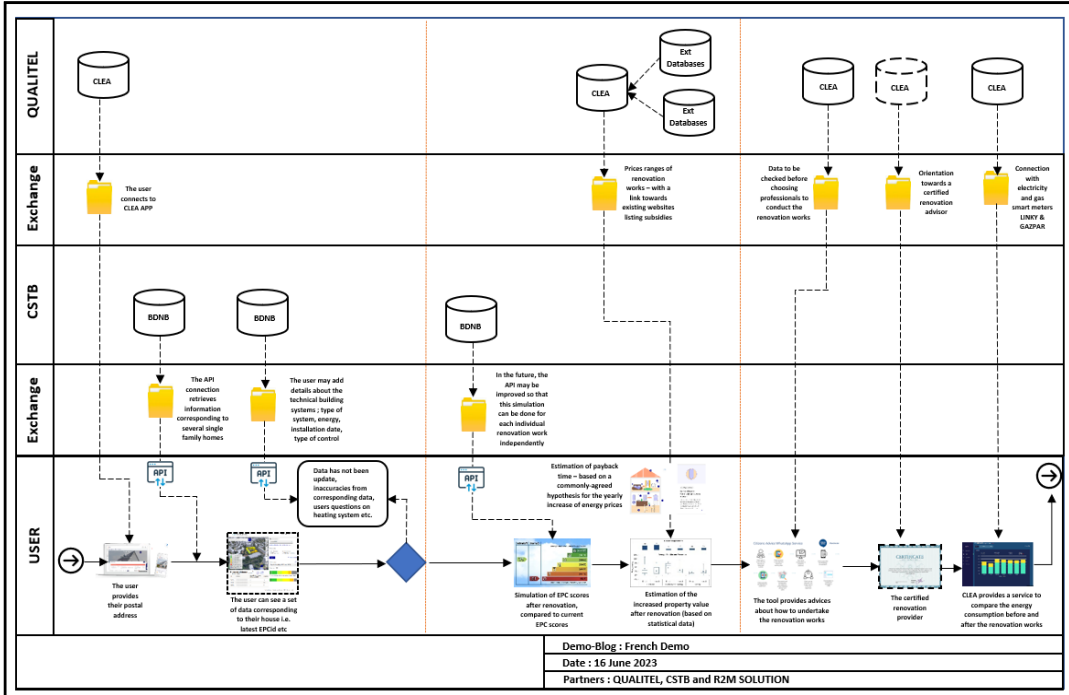 QUALITEL
CLEA
CLEA
Ext
Databases
Ext
Databases
CLEA
CLEA
CLEA
Exchange
The user
connects to
CLEA APP
Prices ranges of
renovation
works – with a
link towards
existing websites
listing subsidies
Data to be
checked before
choosing
professionals to
conduct the
renovation works
Orientation
towards a
certified
renovation
advisor
Connection
with
electricity
and gas
smart meters
LINKY &
GAZPAR
CSTB
BDNB
BDNB
BDNB
Exchange
The API
connection
retrieves
information
corresponding to
several single
family homes
The user may add
details about the
technical building
systems ; type of
system, energy,
installation date,
type of control
In the future, the
API may be
improved so that
this simulation
can be done for
each individual
renovation work
independently
USER
API
API
Data has not been
update,
inaccuracies from
corresponding data,
users questions on
heating system etc.
API
Estimation of payback
time – based on a
commonly-agreed
hypothesis for the yearly
increase of energy prices
The user
provides
their postal
address
The user can see a set
of data corresponding
to their house i.e.
latest EPCid etc
Simulation of EPC scores
after renovation,
compared to current
EPC scores
Estimation of the
increased property value
after renovation (based on
statistical data)
The tool provides advices
about how to undertake
the renovation works
CERTIFICATE
The certified
renovation
provider
CLEA provides a service to
compare the energy
consumption before and
after the renovation works
Demo-Blog : French Demo
Date : 16 June 2023
Partners : QUALITEL, CSTB and R2M SOLUTION